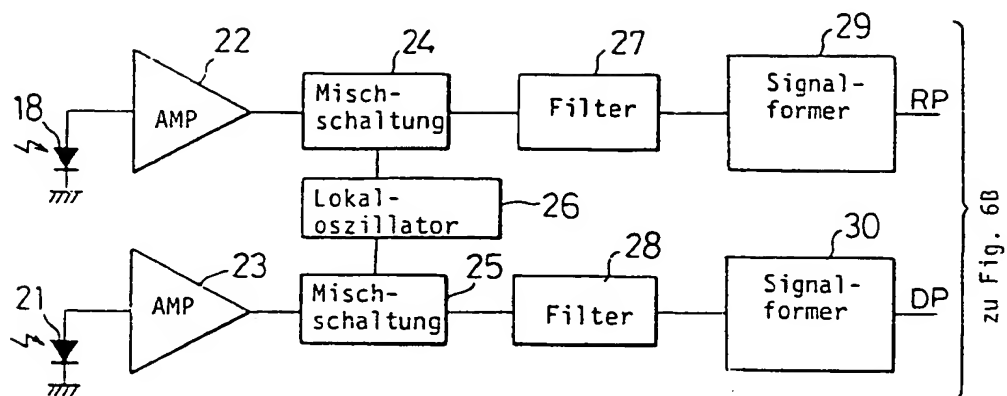 22
24
27
29
18
AMP
Misch-
schaltung
Filter
Signal-
former
RP
Lokal-
oszillator
26
23
25
28
30
21
AMP
Misch-
schaltung
Filter
Signal-
former
DP
zu Fig. 6B